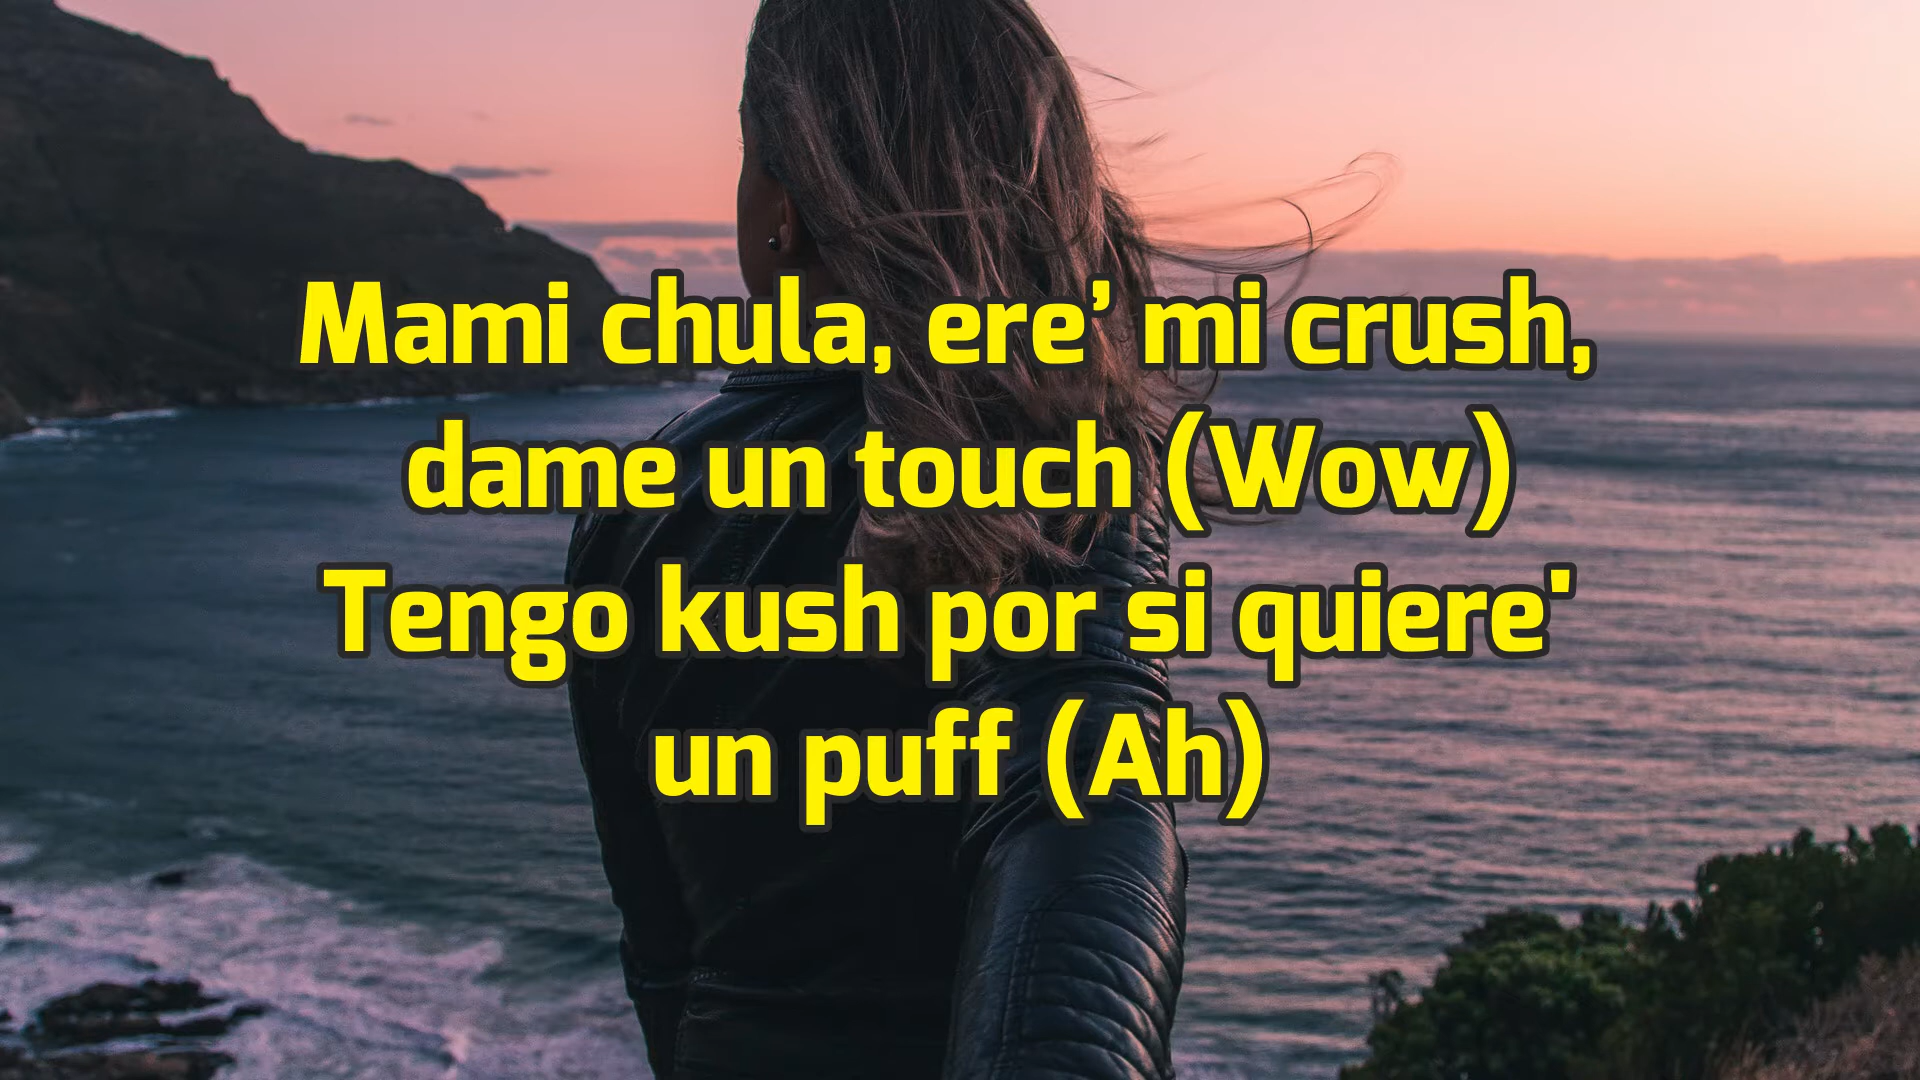 Mami chula, ere’ mi crush,
dame un touch (Wow)
Tengo kush por si quiere'
un puff (Ah)